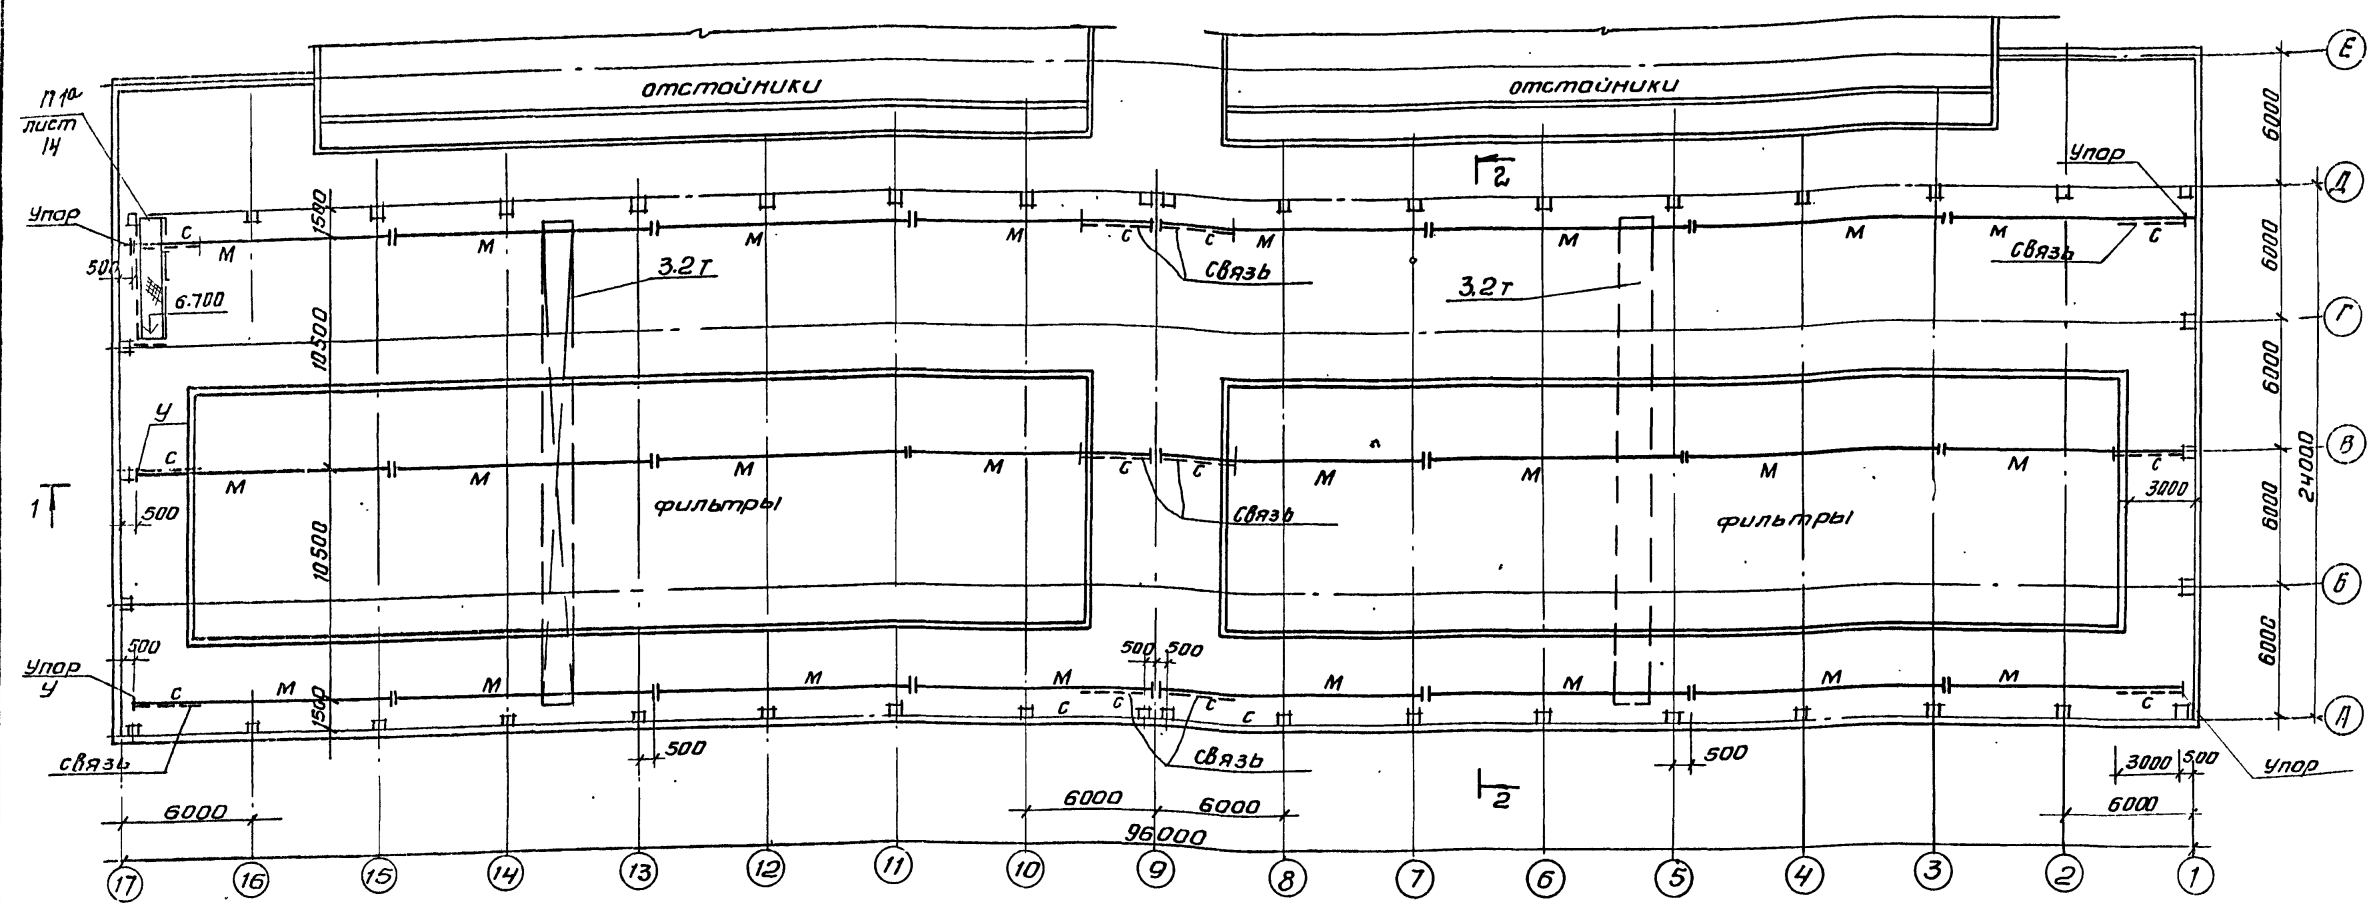 Е
отстойники
отстойники
П1а
лист
14
6000
Упор
2
Д
Упор
1500
С
М
М
М
М
М
С
С
М
М
М
М
С
связь
связь
500
3.2т
3.2т
6.700
6000
Г
10500
6000
У
С
М
М
М
М
С
С
М
М
М
М
С
В
24000
1
500
фильтры
связь
фильтры
3000
6000
10500
Б
500
500
500
6000
Упор
У
С
М
М
М
М
С
С
С
С
М
М
М
М
С
1500
А
связь
500
связь
500
3000
500
Упор
2
6000
6000
6000
6000
96000
17
16
15
14
13
12
11
10
9
8
7
6
5
4
3
2
1